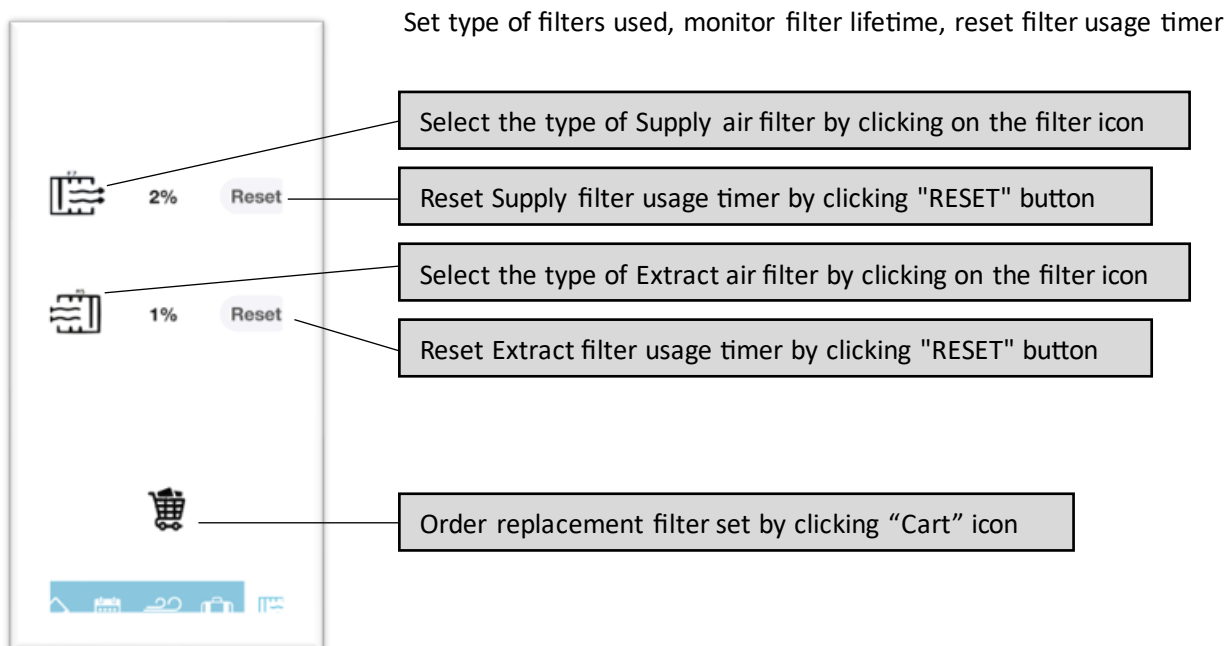 Set type of filters used, monitor filter lifetime, reset filter usage timer
Select the type of Supply air filter by clicking on the filter icon
2% Reset
Reset Supply filter usage timer by clicking "RESET" button
Select the type of Extract air filter by clicking on the filter icon
1% Reset
Reset Extract filter usage timer by clicking "RESET" button
Order replacement filter set by clicking “Cart” icon